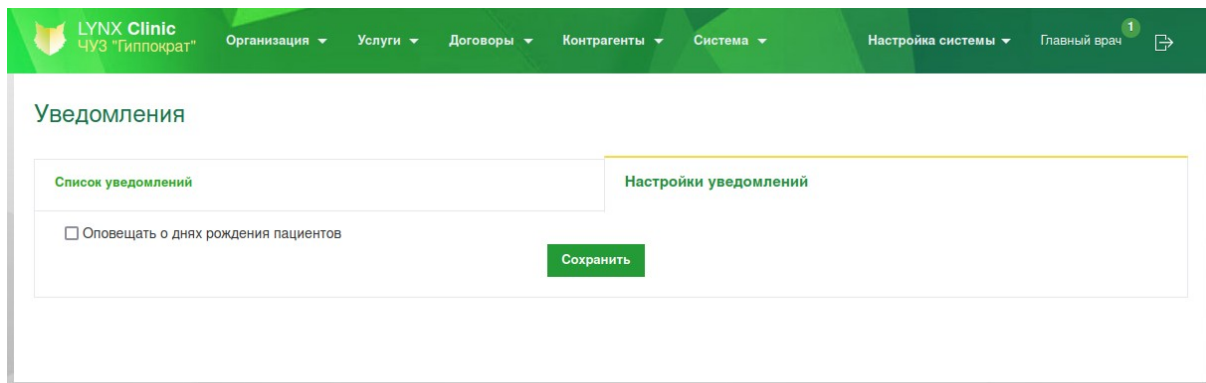 LYNX Clinic
ЧУЗ "Гиппократ"
Организация Услуги Договоры Контрагенты Система Настройка системы Главный врач 1
Уведомления
Список уведомлений Настройки уведомлений
Оповещать о днях рождения пациентов
Сохранить